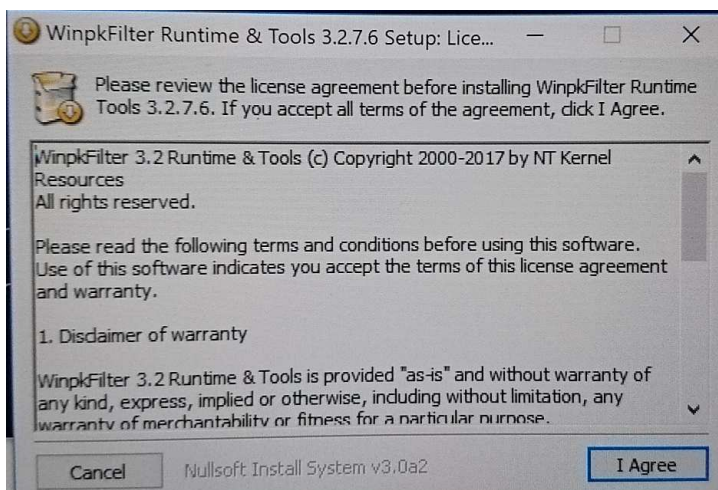 WinpkFilter Runtime & Tools 3.2.7.6 Setup: Lice...
Please review the license agreement before installing WinpkFilter Runtime
Tools 3.2.7.6. If you accept all terms of the agreement, click I Agree.
WinpkFilter 3.2 Runtime & Tools (c) Copyright 2000-2017 by NT Kernel
Resources
All rights reserved.
Please read the following terms and conditions before using this software.
Use of this software indicates you accept the terms of this license agreement
and warranty.
1. Disclaimer of warranty
WinpkFilter 3.2 Runtime & Tools is provided "as-is" and without warranty of
any kind, express, implied or otherwise, including without limitation, any
warranty of merchantability or fitness for a particular purpose.
Cancel
Nullsoft Install System v3.0a2
I Agree